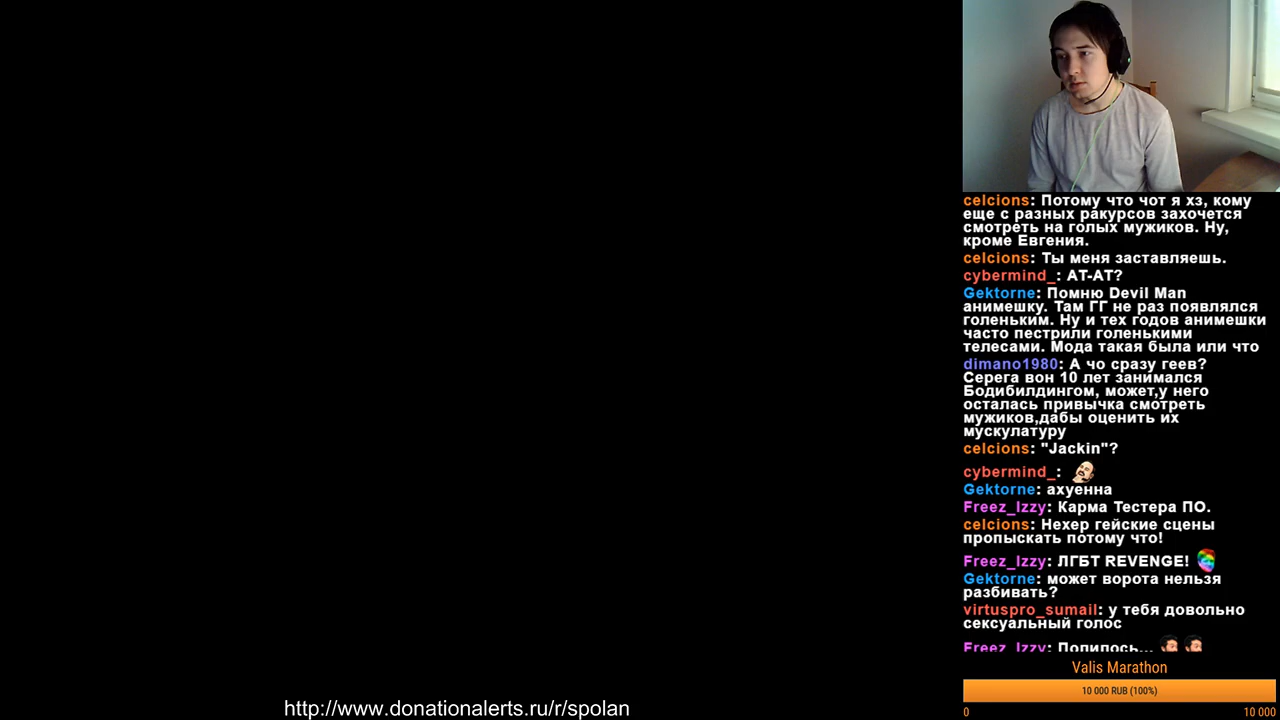 celcions: Потому что чот я хз, кому
еще с разных ракурсов захочется
смотреть на голых мужиков. Ну,
кроме Евгения.
celcions: Ты меня заставляешь.
cybermind_: AT-AT?
Gektorne: Помню Devil Man
анимешку. Там ГГ не раз появлялся
голеньким. Ну и тех годов анимешки
часто пестрили голенькими
телесами. Мода такая была или что
dimano1980: А чо сразу геев?
Серега вон 10 лет занимался
Бодибилдингом, может,у него
осталась привычка смотреть
мужиков,дабы оценить их
мускулатуру
celcions: "Jackin"?
cybermind_:
Gektorne: ахуенна
Freez_Izzy: Карма Тестера ПО.
celcions: Нехер гейские сцены
пропыскать потому что!
Freez_Izzy: ЛГБТ REVENGE!
Gektorne: может ворота нельзя
разбивать?
virtuspro_sumail: у тебя довольно
сексуальный голос
Freez_Izzy:
Valis Marathon
10 000 RUB (100%)
0 10 000
http://www.donationalerts.ru/r/spolan